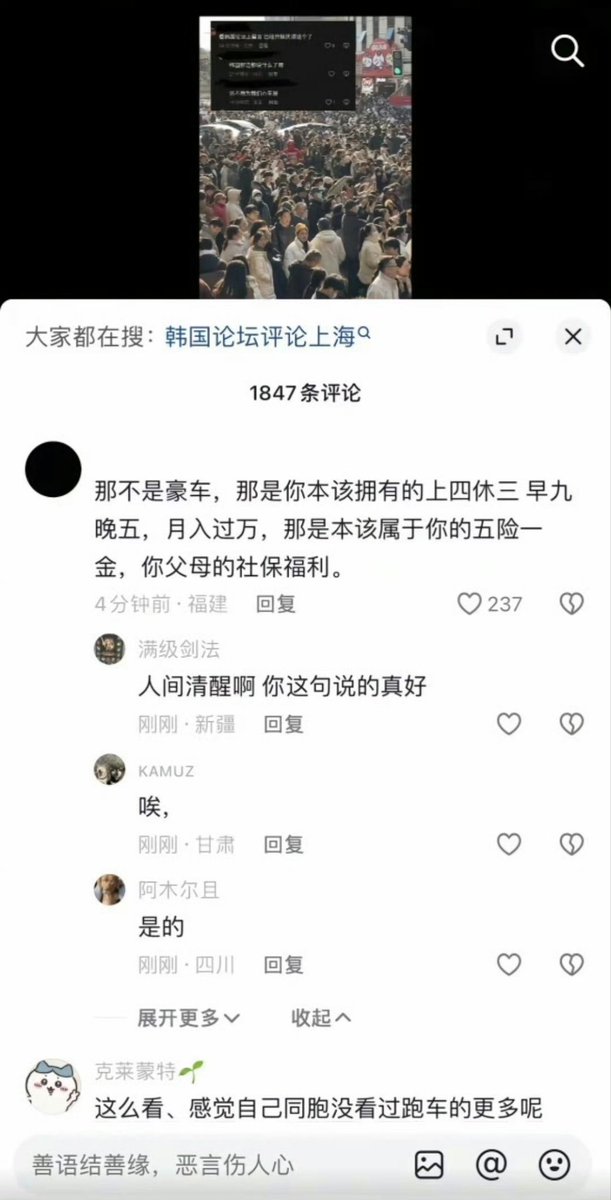 大家都在搜：韩国论坛评论上海
1847条评论
那不是豪车，那是你本该拥有的上四休三 早九
晚五，月入过万，那是本该属于你的五险一
金，你父母的社保福利。
4分钟前·福建 回复 237
满级剑法
人间清醒啊 你这句说的真好
刚刚·新疆 回复
KAMUZ
唉，
刚刚·甘肃 回复
阿木尔且
是的
刚刚·四川 回复
展开更多 收起
克莱蒙特🌱
这么看、感觉自己同胞没看过跑车的更多呢
善语结善缘，恶言伤人心